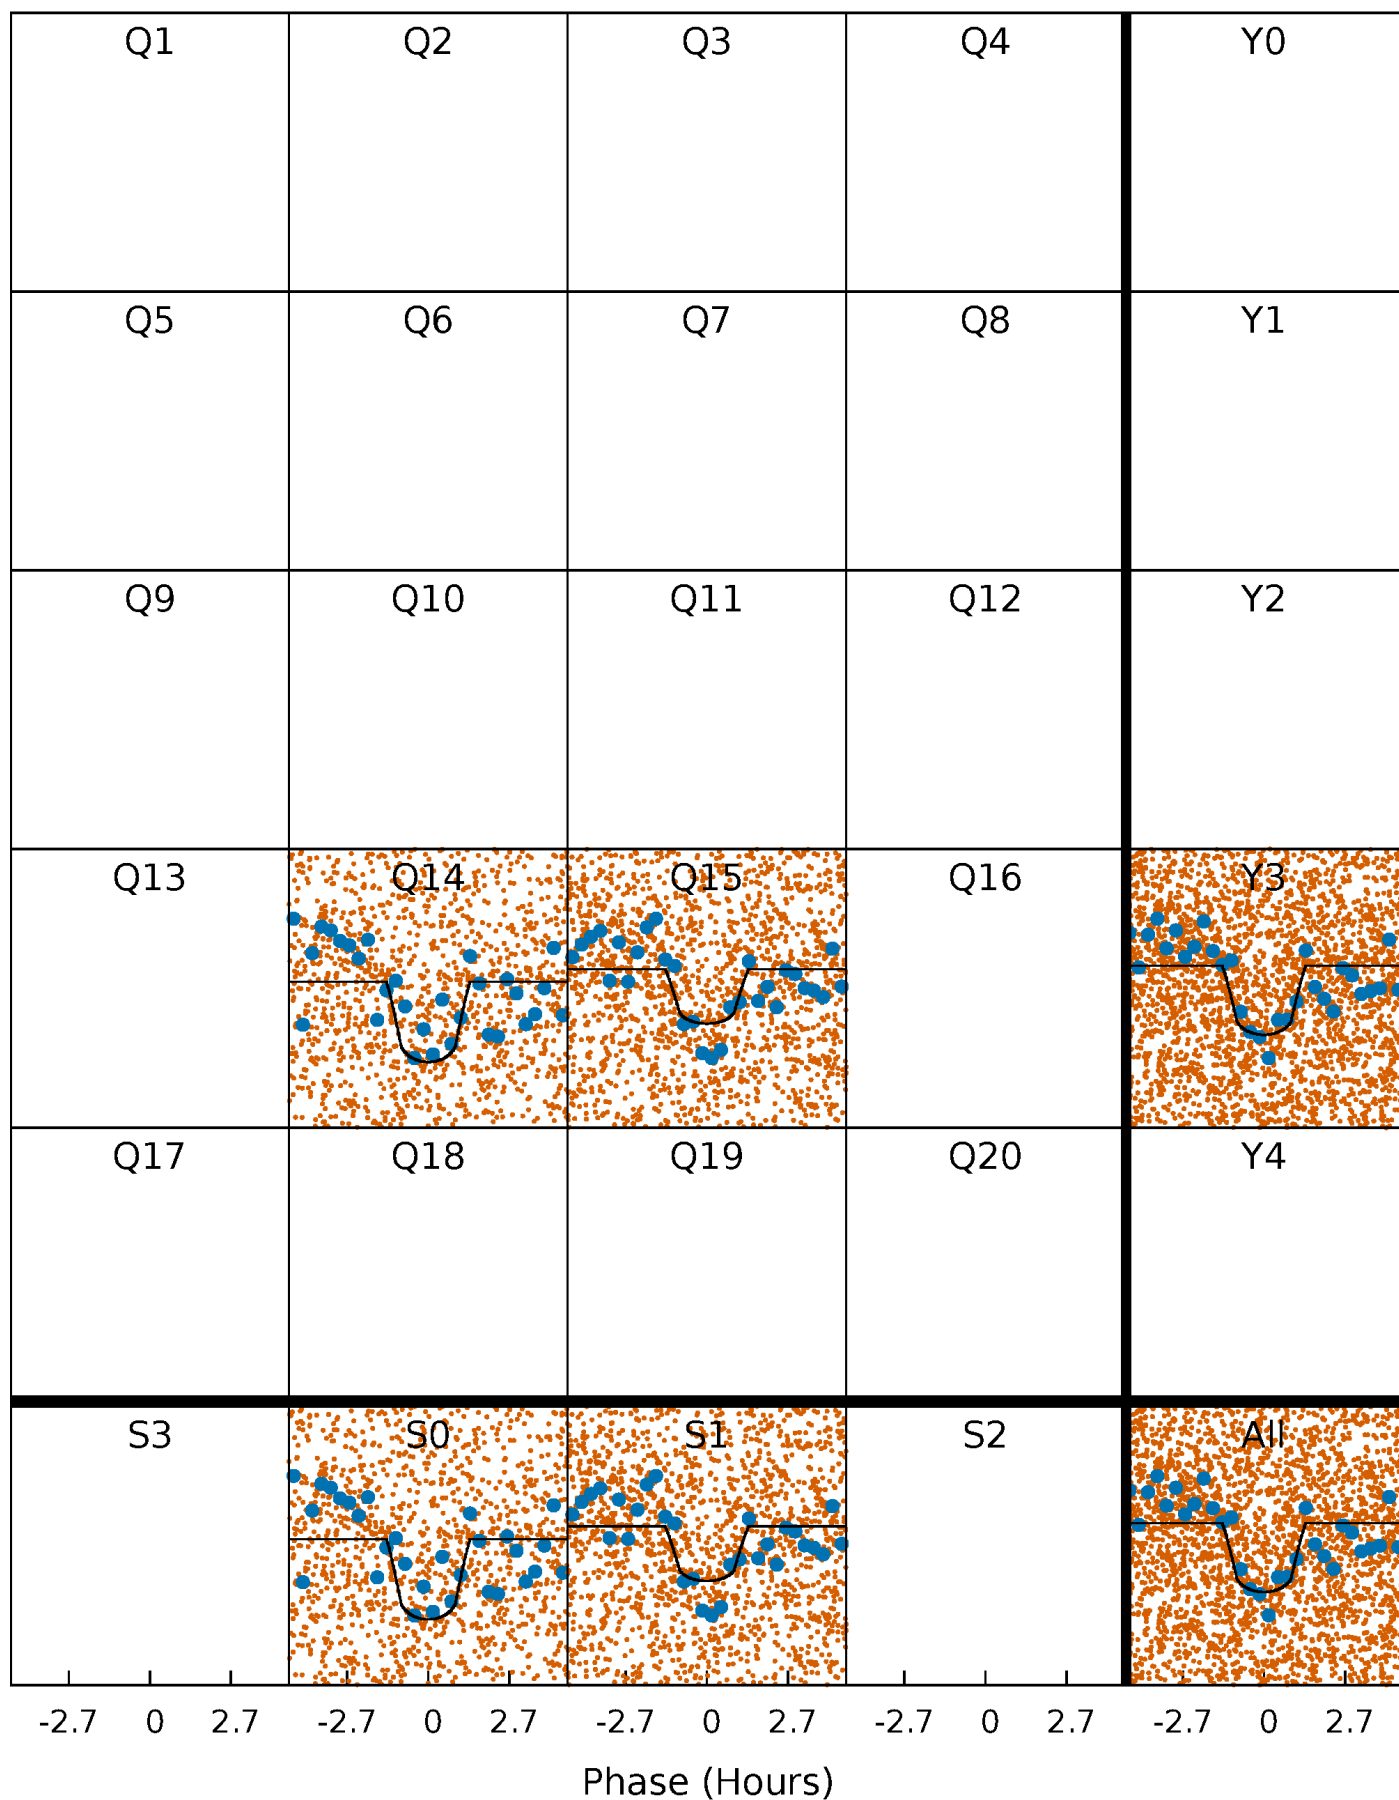 Q1 Q2 Q3 Q4 Y0
Q5 Q6 Q7 Q8 Y1
Q9 Q10 Q11 Q12 Y2
Q13 Q14 Q15 Q16 Y3
Q17 Q18 Q19 Q20 Y4
S3 S0 S1 S2 All
-2.7 0 2.7 -2.7 0 2.7 -2.7 0 2.7 -2.7 0 2.7 -2.7 0 2.7
Phase (Hours)